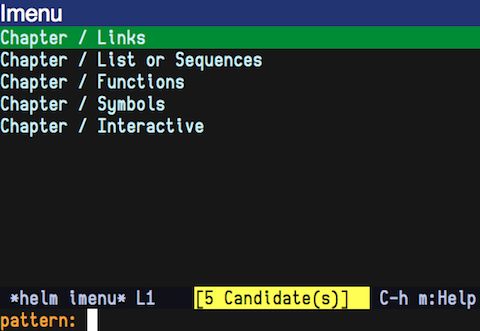 Imenu
Chapter / Links
Chapter / List or Sequences
Chapter / Functions
Chapter / Symbols
Chapter / Interactive
*helm imenu* L1 [5 Candidate(s)] C-h m:Help
pattern: